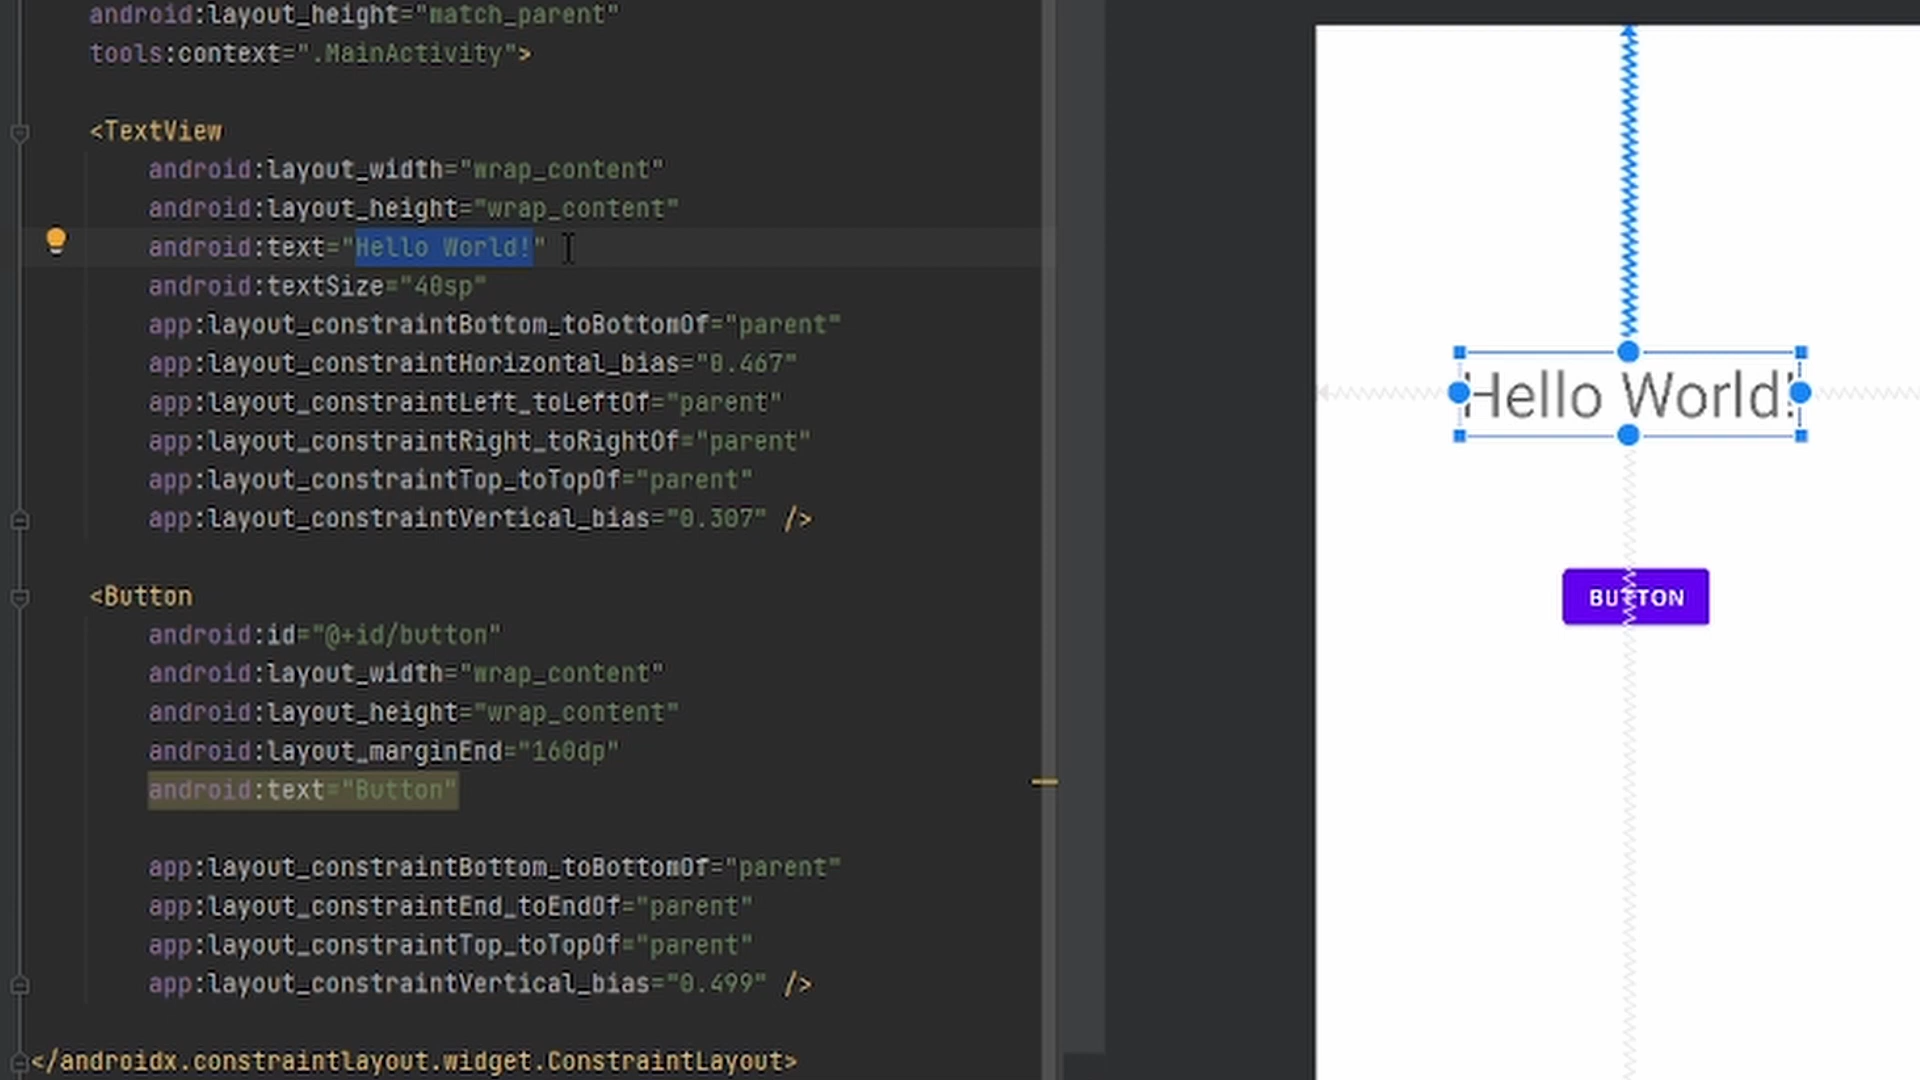 android:layout_height="match_parent"
tools:context=".MainActivity">
<TextView
android:layout_width="wrap_content"
android:layout_height="wrap_content"
android:text="Hello World!"
android:textSize="40sp"
app:layout_constraintBottom_toBottomOf="parent"
app:layout_constraintHorizontal_bias="0.467"
app:layout_constraintLeft_toLeftOf="parent"
app:layout_constraintRight_toRightOf="parent"
app:layout_constraintTop_toTopOf="parent"
app:layout_constraintVertical_bias="0.307" />
<Button
android:id="@+id/button"
android:layout_width="wrap_content"
android:layout_height="wrap_content"
android:layout_marginEnd="160dp"
android:text="Button"
app:layout_constraintBottom_toBottomOf="parent"
app:layout_constraintEnd_toEndOf="parent"
app:layout_constraintTop_toTopOf="parent"
app:layout_constraintVertical_bias="0.499" />
</androidx.constraintlayout.widget.ConstraintLayout>
Hello World!
BUTTON